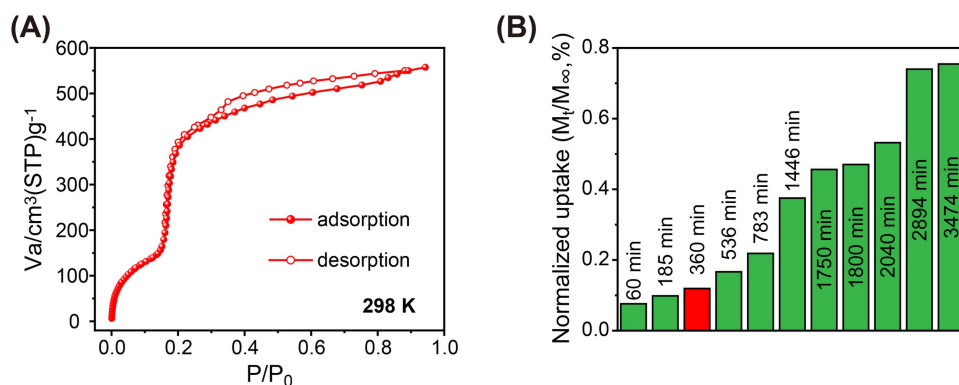 (A)
600
500
400
300
200
100
0
Va/cm³(STP)g⁻¹
adsorption
desorption
298 K
0.0 0.2 0.4 0.6 0.8 1.0
P/P₀
(B)
0.8
0.4
0.2
0.0
Normalized uptake (Mₜ/M∞,%)
60 min
185 min
360 min
536 min
783 min
1446 min
1750 min
1800 min
2040 min
2894 min
3474 min